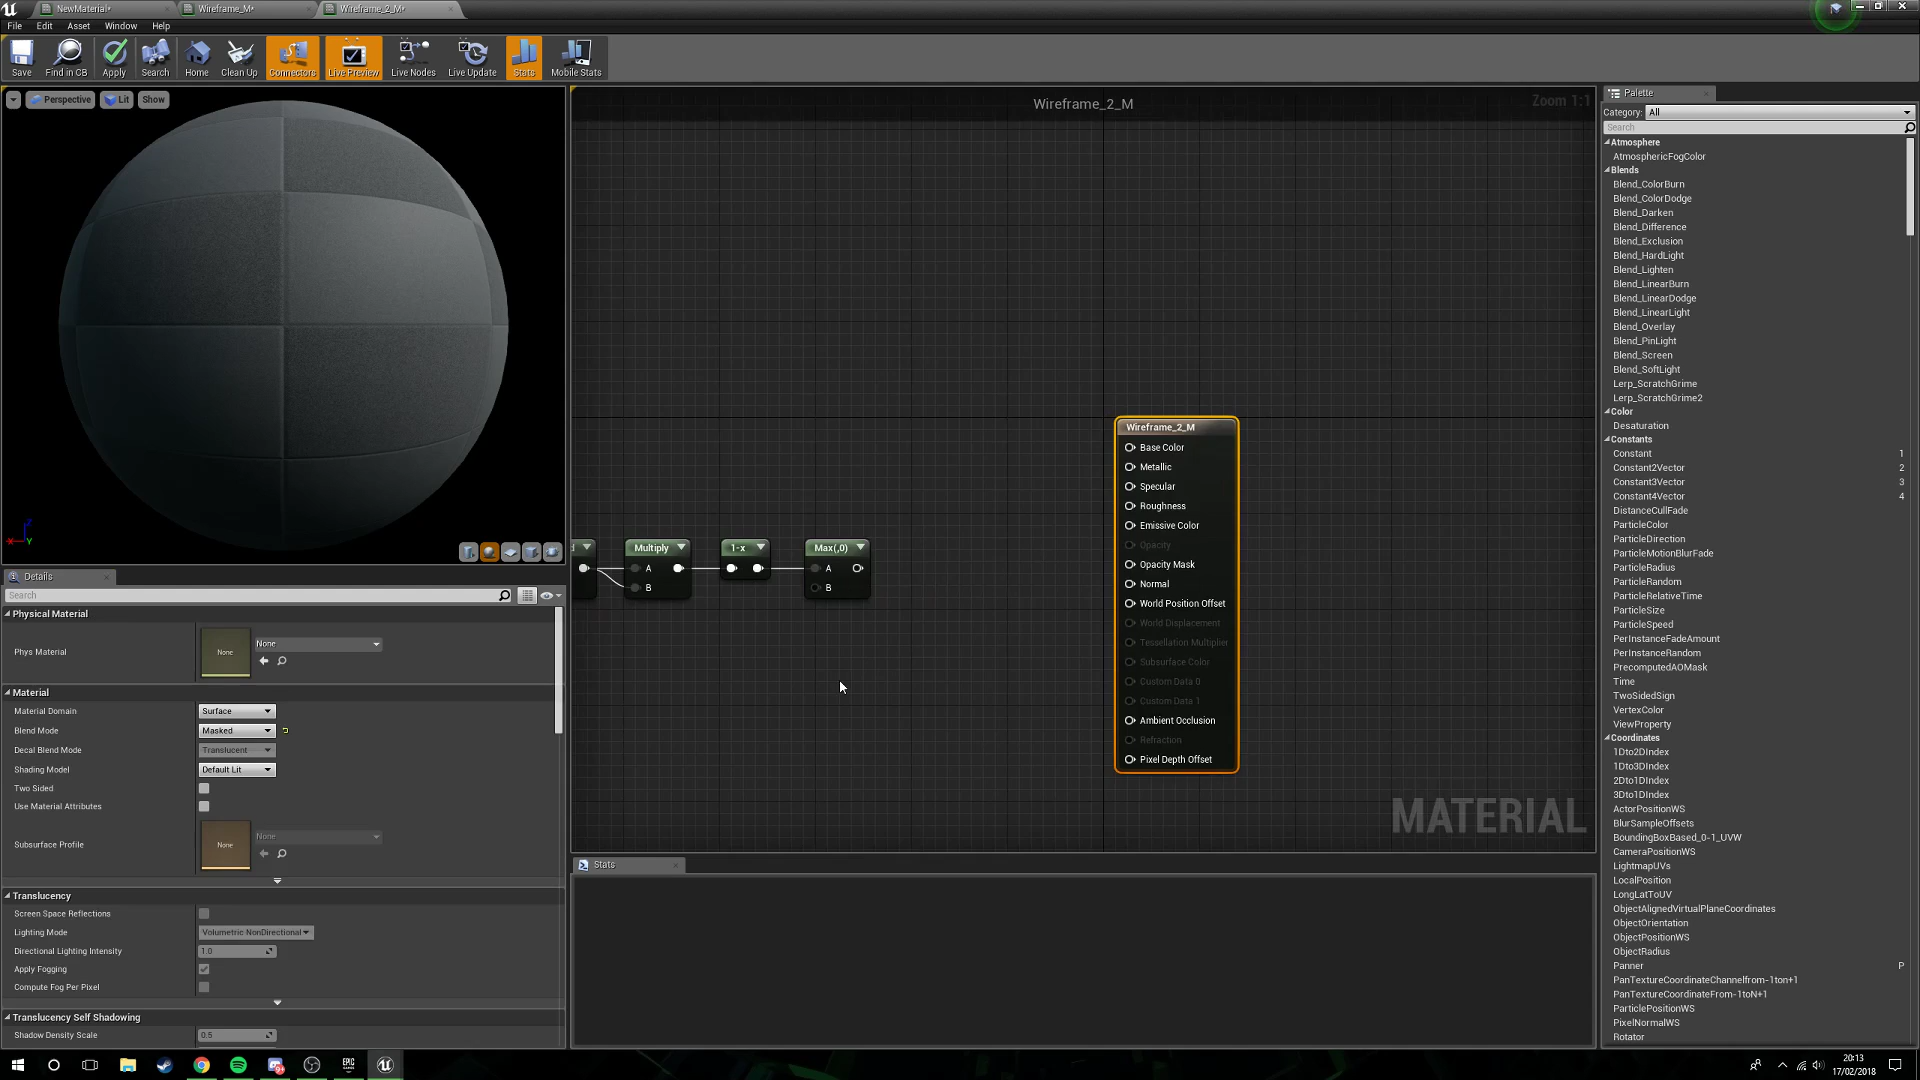 NewMaterial*
Wireframe_M*
Wireframe_2_M*
File Edit Asset Window Help
Save Find in CB Apply Search Home Clean Up Connectors Live Preview Live Nodes Live Update Stats Mobile Stats
Perspective Lit Show
Wireframe_2_M
Zoom 1:1
Multiply
A
B
1-x
Max(,0)
A
B
Wireframe_2_M
Base Color
Metallic
Specular
Roughness
Emissive Color
Opacity
Opacity Mask
Normal
World Position Offset
World Displacement
Tessellation Multiplier
Subsurface Color
Custom Data 0
Custom Data 1
Ambient Occlusion
Refraction
Pixel Depth Offset
MATERIAL
Stats
Details
Search
Physical Material
Phys Material None None
Material
Material Domain Surface
Blend Mode Masked
Decal Blend Mode Translucent
Shading Model Default Lit
Two Sided
Use Material Attributes
Subsurface Profile None None
Translucency
Screen Space Reflections
Lighting Mode Volumetric NonDirectional
Directional Lighting Intensity 1.0
Apply Fogging
Compute Fog Per Pixel
Translucency Self Shadowing
Shadow Density Scale 0.5
Palette
Category: All
Search
Atmosphere
AtmosphericFogColor
Blends
Blend_ColorBurn
Blend_ColorDodge
Blend_Darken
Blend_Difference
Blend_Exclusion
Blend_HardLight
Blend_Lighten
Blend_LinearBurn
Blend_LinearDodge
Blend_LinearLight
Blend_Overlay
Blend_PinLight
Blend_Screen
Blend_SoftLight
Lerp_ScratchGrime
Lerp_ScratchGrime2
Color
Desaturation
Constants
Constant 1
Constant2Vector 2
Constant3Vector 3
Constant4Vector 4
DistanceCullFade
ParticleColor
ParticleDirection
ParticleMotionBlurFade
ParticleRadius
ParticleRandom
ParticleRelativeTime
ParticleSize
ParticleSpeed
PerInstanceFadeAmount
PerInstanceRandom
PrecomputedAOMask
Time
TwoSidedSign
VertexColor
ViewProperty
Coordinates
1Dto2DIndex
1Dto3DIndex
2Dto1DIndex
3Dto1DIndex
ActorPositionWS
BlurSampleOffsets
BoundingBoxBased_0-1_UVW
CameraPositionWS
LightmapUVs
LocalPosition
LongLatToUV
ObjectAlignedVirtualPlaneCoordinates
ObjectOrientation
ObjectPositionWS
ObjectRadius
Panner P
PanTextureCoordinateChannelfrom-1ton+1
PanTextureCoordinateFrom-1toN+1
ParticlePositionWS
PixelNormalWS
Rotator
EPIC
20:13
17/02/2018